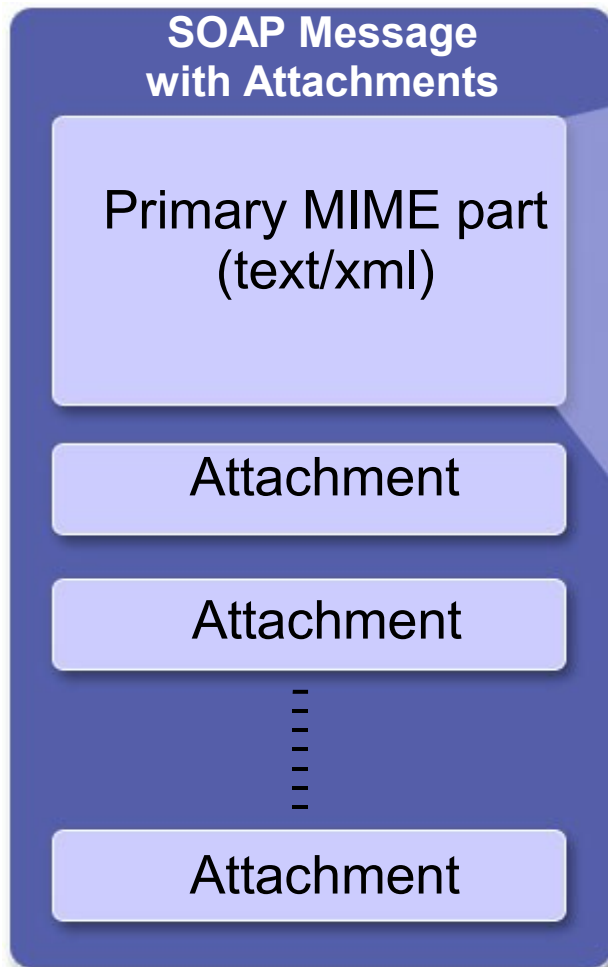 SOAP Message
with Attachments
Primary MIME part
(text/xml)
Attachment
Attachment
Attachment